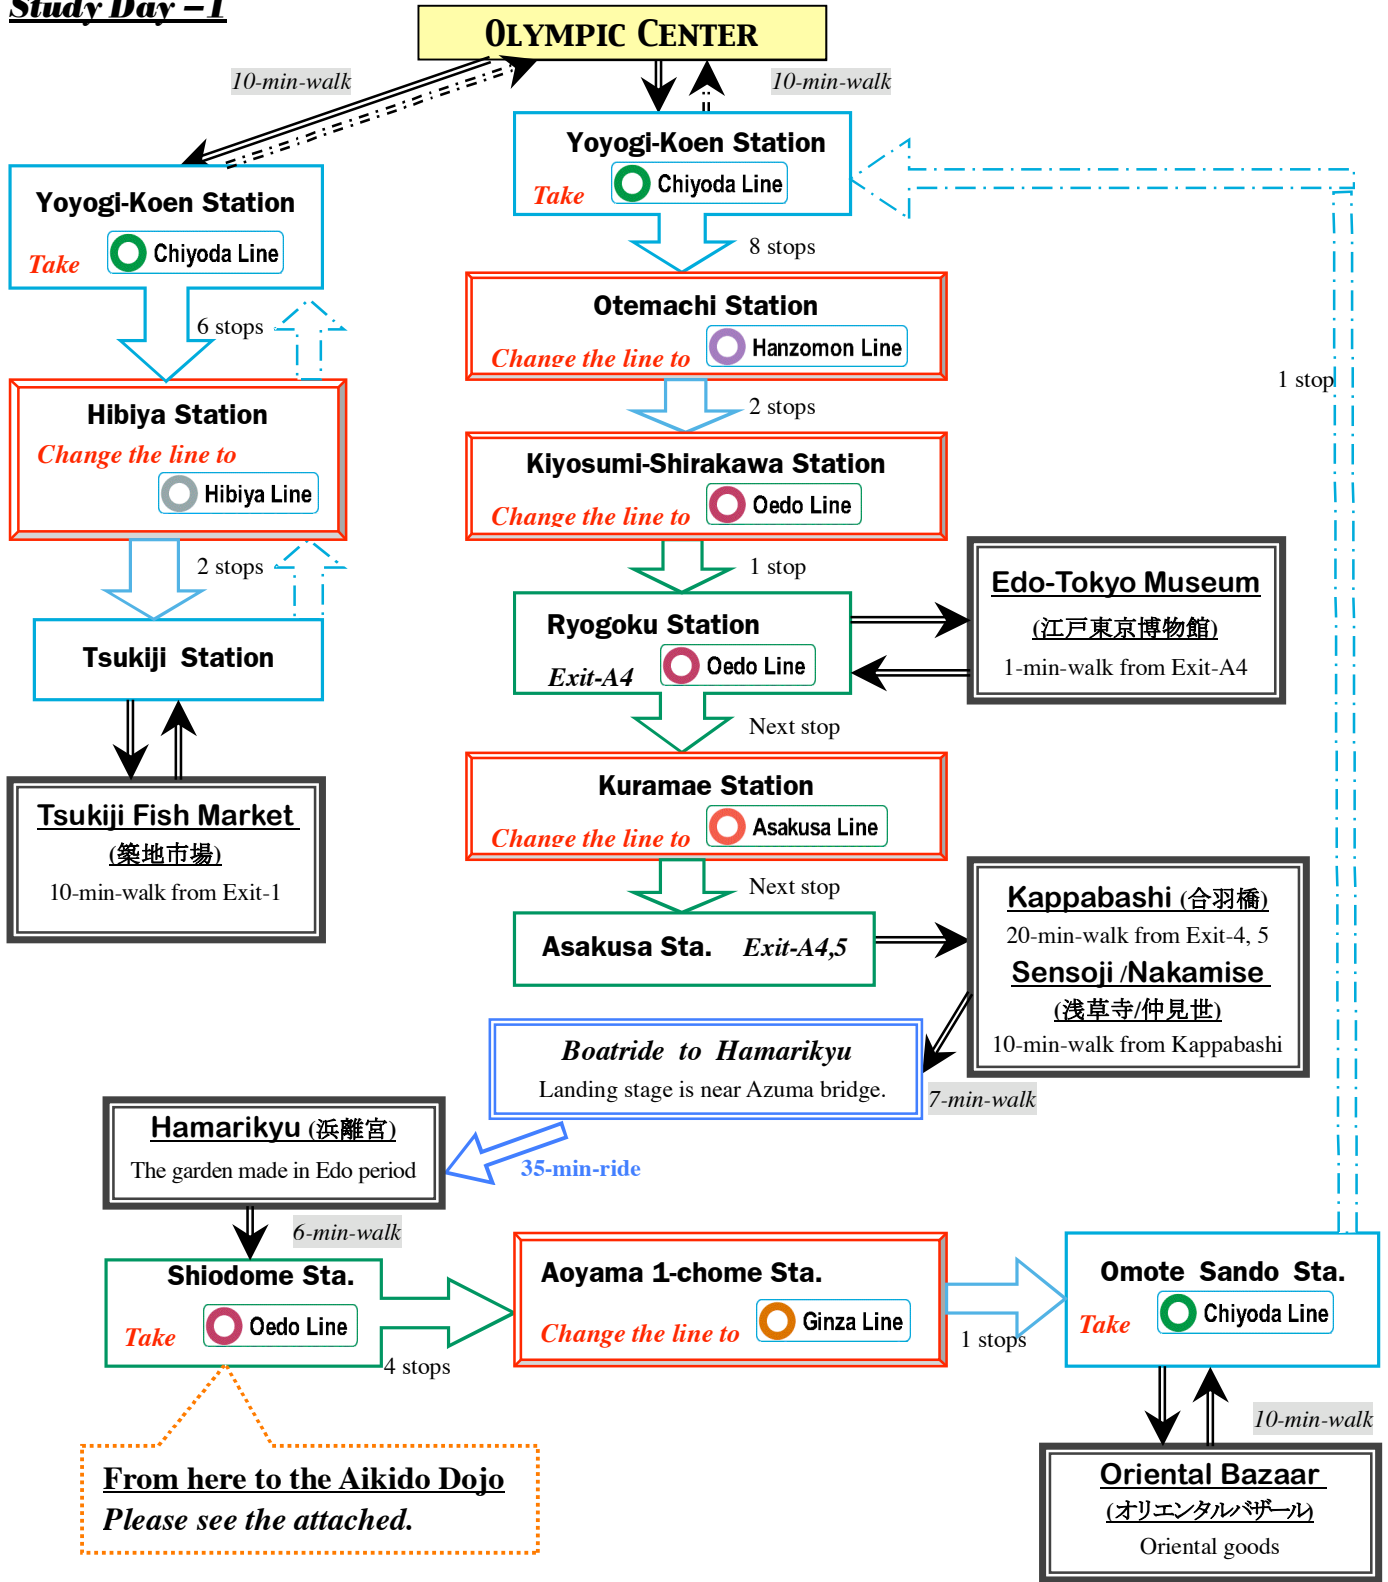 Study Day –1
OLYMPIC CENTER
10-min-walk
10-min-walk
Yoyogi-Koen Station
Take Chiyoda Line
6 stops
Hibiya Station
Change the line to
Hibiya Line
2 stops
Tsukiji Station
Tsukiji Fish Market
(築地市場)
10-min-walk from Exit-1
Yoyogi-Koen Station
Take Chiyoda Line
8 stops
Otemachi Station
Change the line to Hanzomon Line
2 stops
Kiyosumi-Shirakawa Station
Change the line to Oedo Line
1 stop
Ryogoku Station
Exit-A4 Oedo Line
Edo-Tokyo Museum
(江戸東京博物館)
1-min-walk from Exit-A4
Next stop
Kuramae Station
Change the line to Asakusa Line
Next stop
Asakusa Sta. Exit-A4,5
Kappabashi (合羽橋)
20-min-walk from Exit-4, 5
Sensoji /Nakamise
(浅草寺/仲見世)
10-min-walk from Kappabashi
7-min-walk
Boatride to Hamarikyu
Landing stage is near Azuma bridge.
35-min-ride
Hamarikyu (浜離宮)
The garden made in Edo period
6-min-walk
Shiodome Sta.
Take Oedo Line
4 stops
Aoyama 1-chome Sta.
Change the line to Ginza Line
1 stops
Omote Sando Sta.
Take Chiyoda Line
1 stop
10-min-walk
Oriental Bazaar
(オリエンタルバザール)
Oriental goods
From here to the Aikido Dojo
Please see the attached.